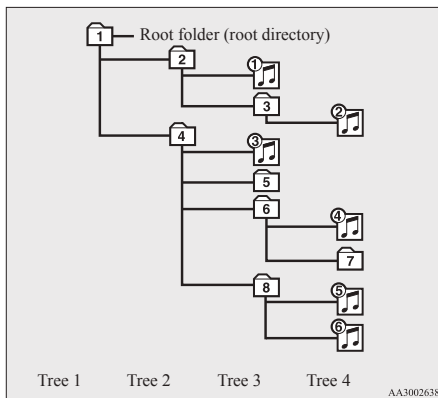 1 Root folder (root directory)
2 ①
3 ②
4 ③
5
6 ④
7
8 ⑤
⑥
Tree 1 Tree 2 Tree 3 Tree 4
AA3002638